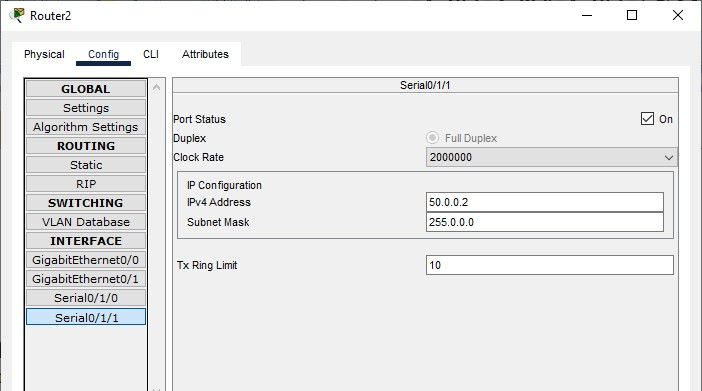 Router2
Physical Config CLI Attributes
GLOBAL
Settings
Algorithm Settings
ROUTING
Static
RIP
SWITCHING
VLAN Database
INTERFACE
GigabitEthernet0/0
GigabitEthernet0/1
Serial0/1/0
Serial0/1/1
Serial0/1/1
Port Status On
Duplex Full Duplex
Clock Rate 2000000
IP Configuration
IPv4 Address 50.0.0.2
Subnet Mask 255.0.0.0
Tx Ring Limit 10